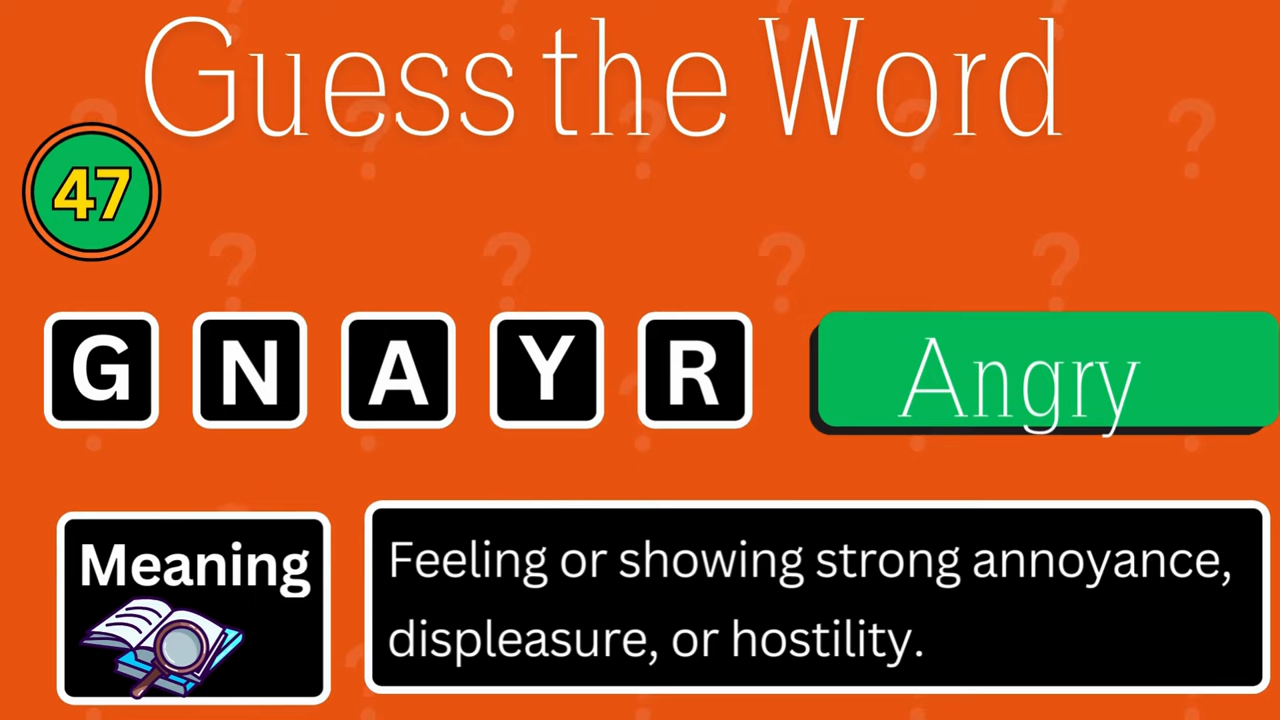 Guess the Word
47
G N A Y R
Angry
Meaning
Feeling or showing strong annoyance,
displeasure, or hostility.